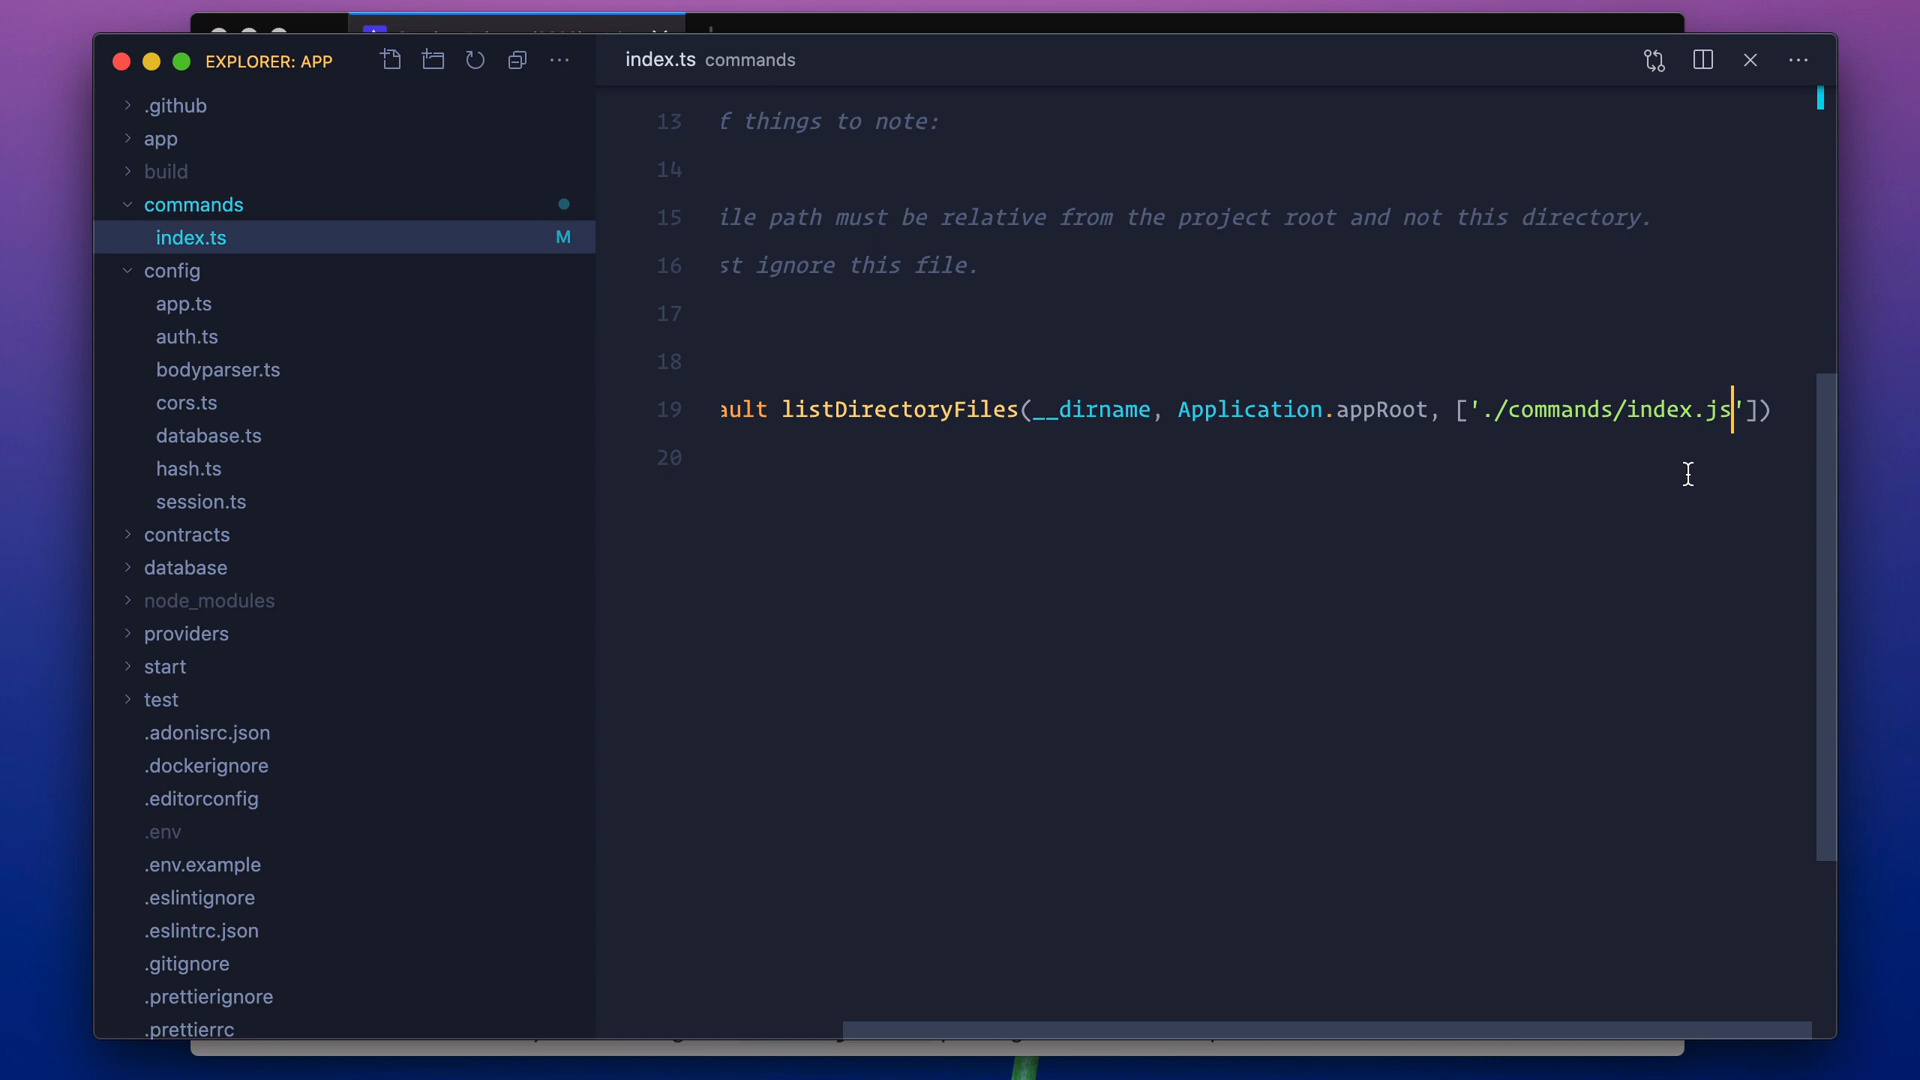 EXPLORER: APP
.github
app
build
commands
index.ts M
config
app.ts
auth.ts
bodyparser.ts
cors.ts
database.ts
hash.ts
session.ts
contracts
database
node_modules
providers
start
test
.adonisrc.json
.dockerignore
.editorconfig
.env
.env.example
.eslintignore
.eslintrc.json
.gitignore
.prettierignore
.prettierrc
index.ts commands
13 f things to note:
14
15 ile path must be relative from the project root and not this directory.
16 st ignore this file.
17
18
19 ault listDirectoryFiles(__dirname, Application.appRoot, ['./commands/index.js'])
20